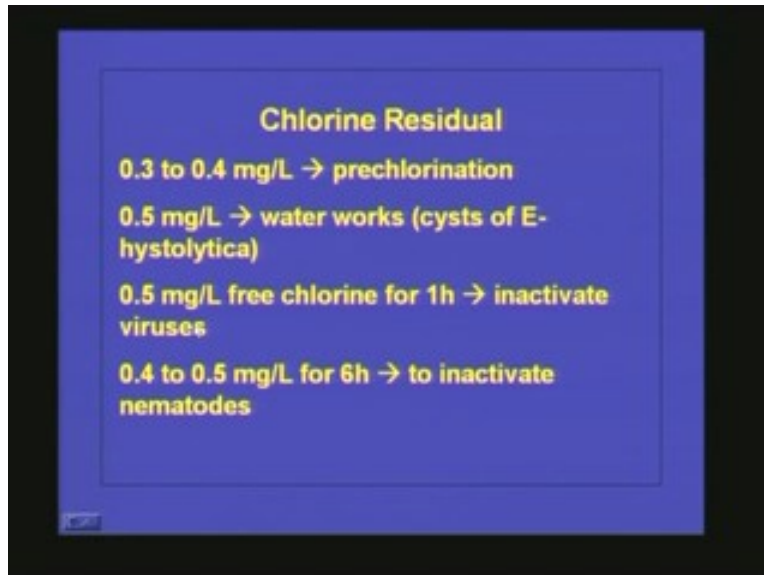 Chlorine Residual
0.3 to 0.4 mg/L → prechlorination
0.5 mg/L → water works (cysts of E-
hystolytica)
0.5 mg/L free chlorine for 1h → inactivate
viruses
0.4 to 0.5 mg/L for 6h → to inactivate
nematodes